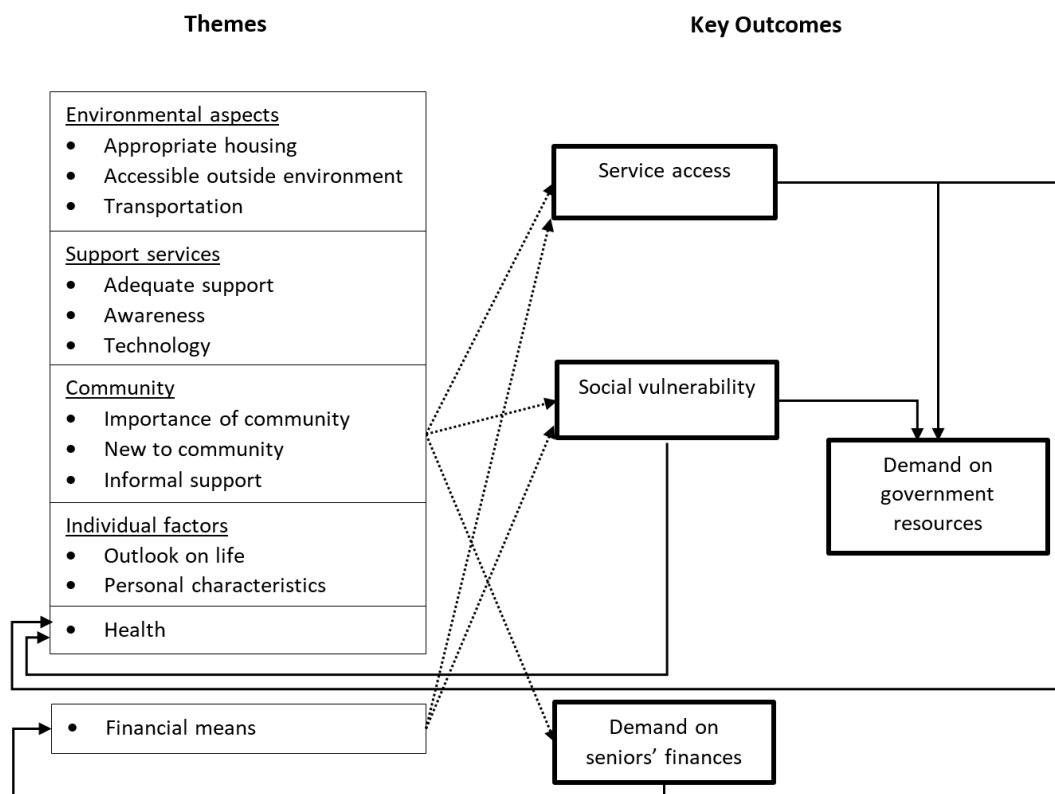 Themes
Key Outcomes
Environmental aspects
• Appropriate housing
• Accessible outside environment
• Transportation
Support services
• Adequate support
• Awareness
• Technology
Community
• Importance of community
• New to community
• Informal support
Individual factors
• Outlook on life
• Personal characteristics
• Health
• Financial means
Service access
Social vulnerability
Demand on
government
resources
Demand on
seniors’ finances